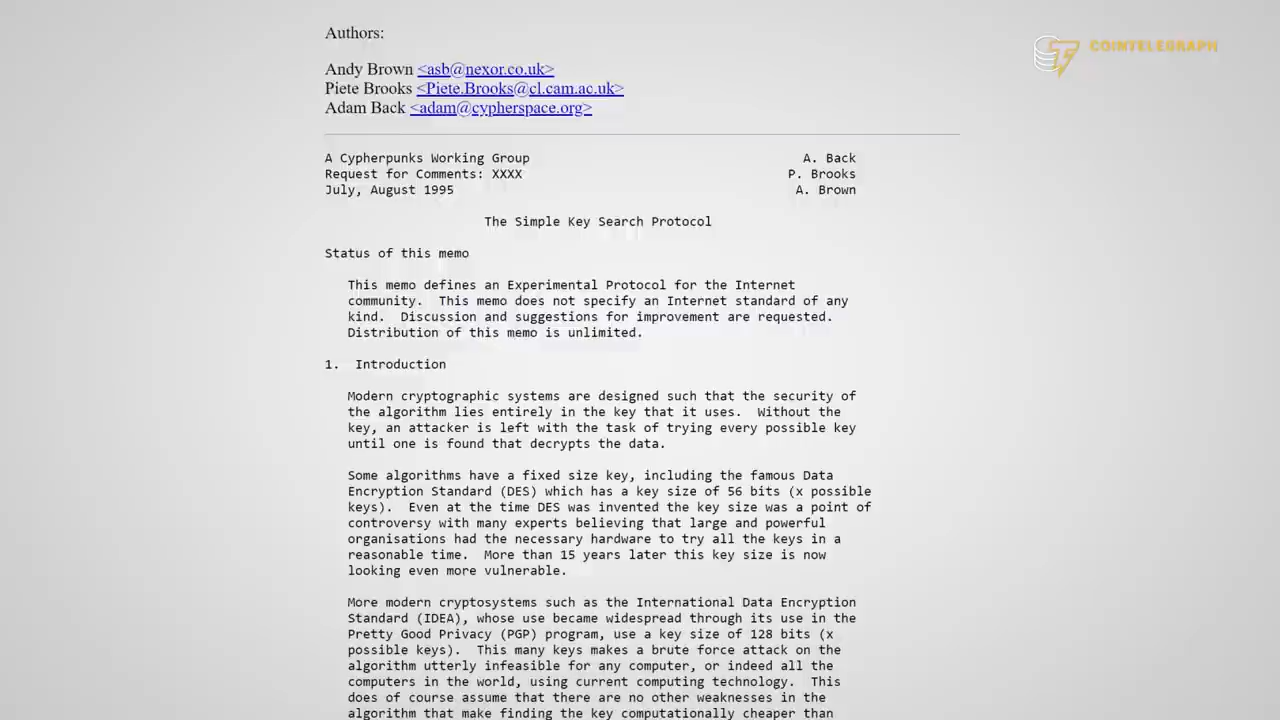 COINTELEGRAPH
Authors:
Andy Brown <asb@nexor.co.uk>
Piete Brooks <Piete.Brooks@cl.cam.ac.uk>
Adam Back <adam@cypherspace.org>
A Cypherpunks Working Group A. Back
Request for Comments: XXXX P. Brooks
July, August 1995 A. Brown
The Simple Key Search Protocol
Status of this memo
This memo defines an Experimental Protocol for the Internet
community. This memo does not specify an Internet standard of any
kind. Discussion and suggestions for improvement are requested.
Distribution of this memo is unlimited.
1. Introduction
Modern cryptographic systems are designed such that the security of
the algorithm lies entirely in the key that it uses. Without the
key, an attacker is left with the task of trying every possible key
until one is found that decrypts the data.
Some algorithms have a fixed size key, including the famous Data
Encryption Standard (DES) which has a key size of 56 bits (x possible
keys). Even at the time DES was invented the key size was a point of
controversy with many experts believing that large and powerful
organisations had the necessary hardware to try all the keys in a
reasonable time. More than 15 years later this key size is now
looking even more vulnerable.
More modern cryptosystems such as the International Data Encryption
Standard (IDEA), whose use became widespread through its use in the
Pretty Good Privacy (PGP) program, use a key size of 128 bits (x
possible keys). This many keys makes a brute force attack on the
algorithm utterly infeasible for any computer, or indeed all the
computers in the world, using current computing technology. This
does of course assume that there are no other weaknesses in the
algorithm that make finding the key computationally cheaper than